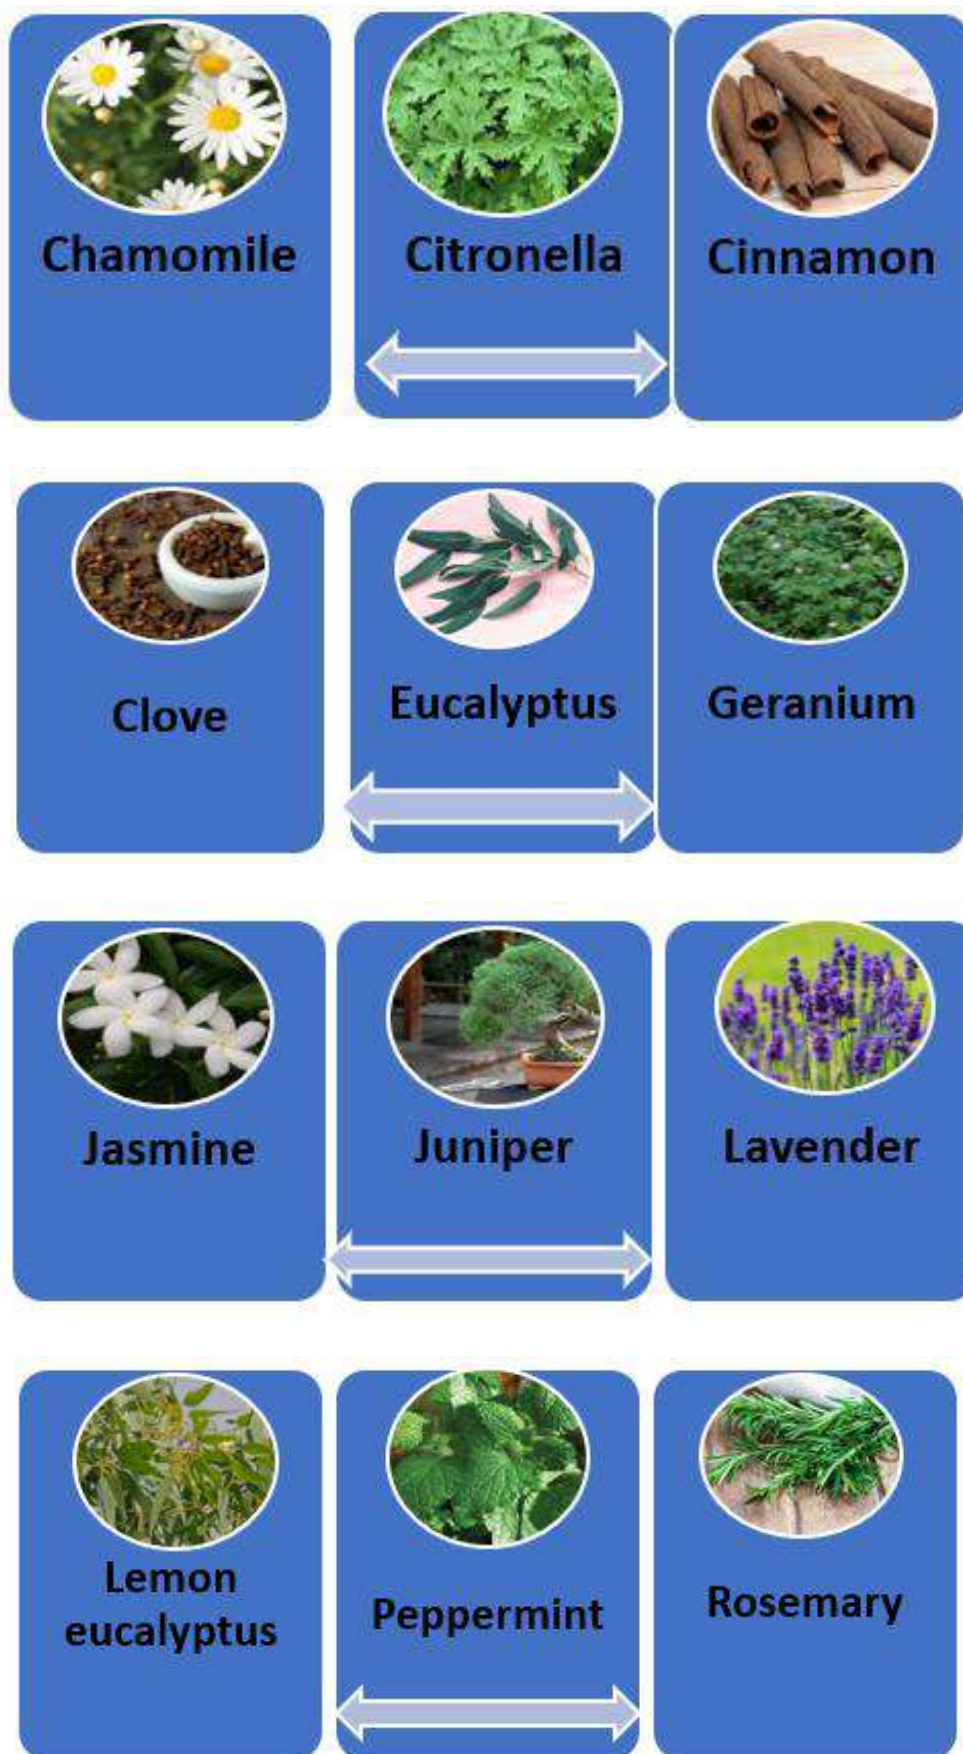 Chamomile
Citronella
Cinnamon
Clove
Eucalyptus
Geranium
Jasmine
Juniper
Lavender
Lemon
eucalyptus
Peppermint
Rosemary